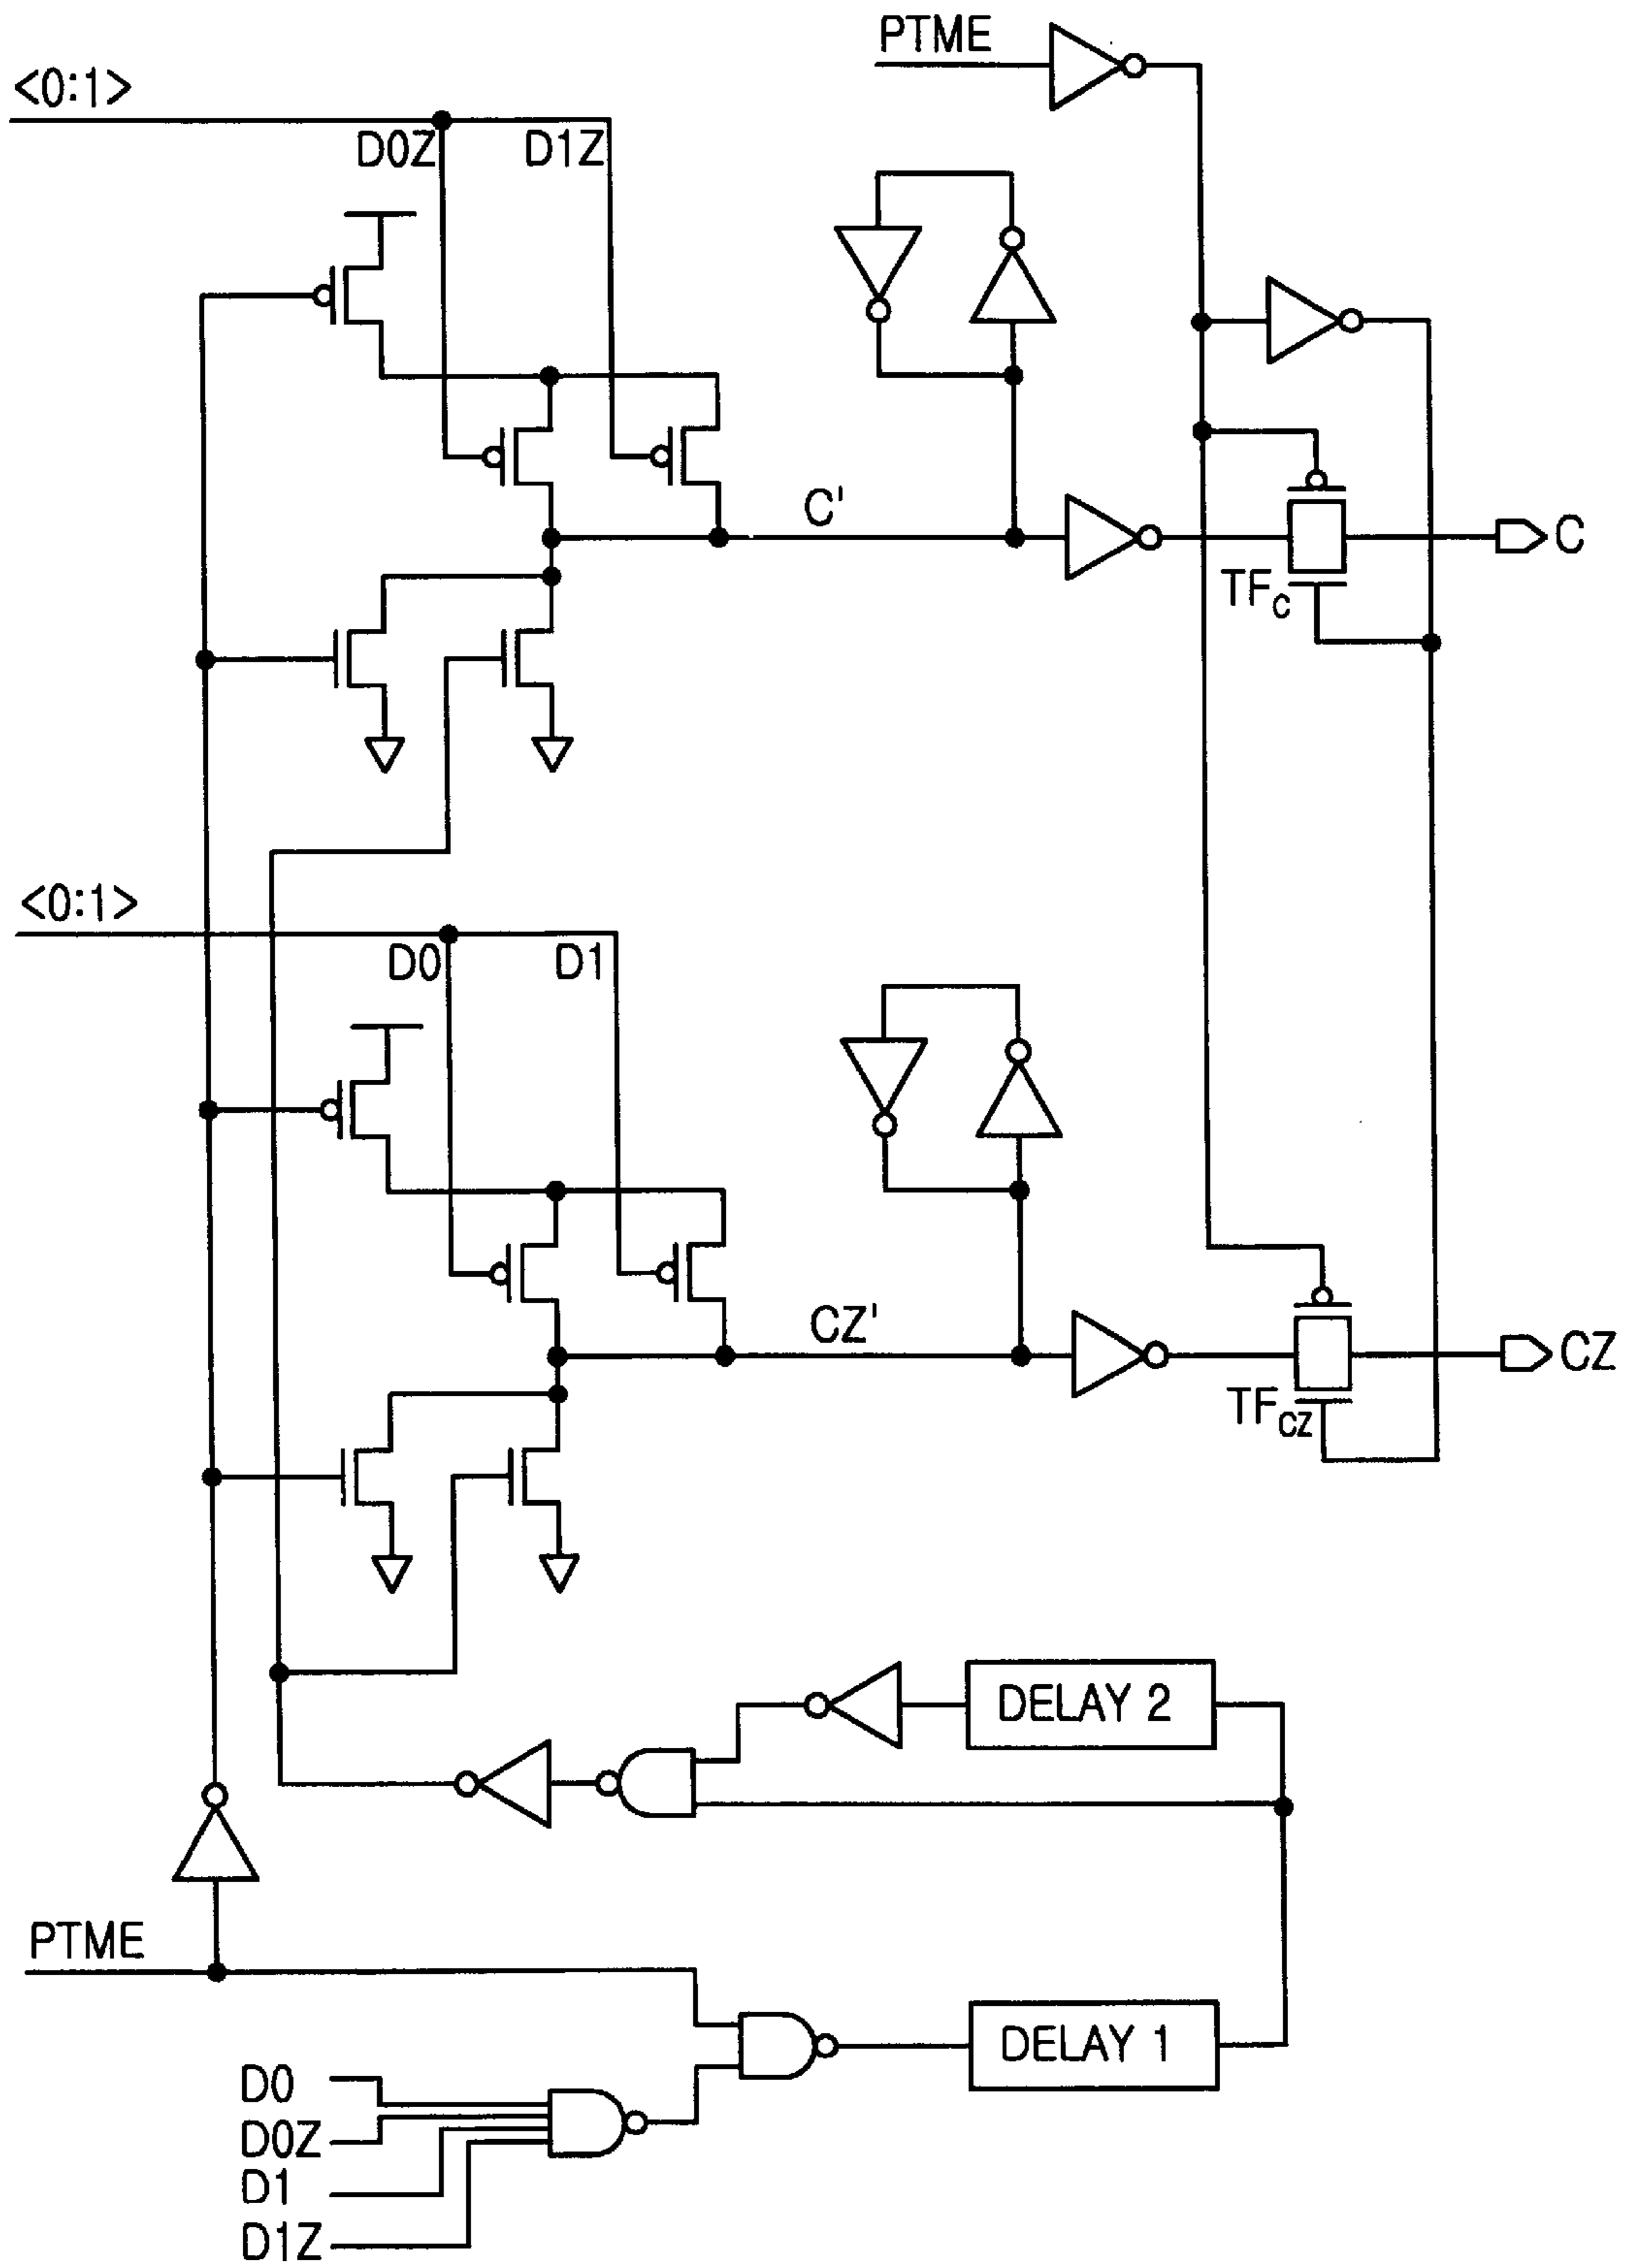 PTME
<0:1>
D0Z
D1Z
C'
C
TFC
<0:1>
D0
D1
CZ'
CZ
TFCZ
DELAY 2
PTME
DELAY 1
D0
D0Z
D1
D1Z